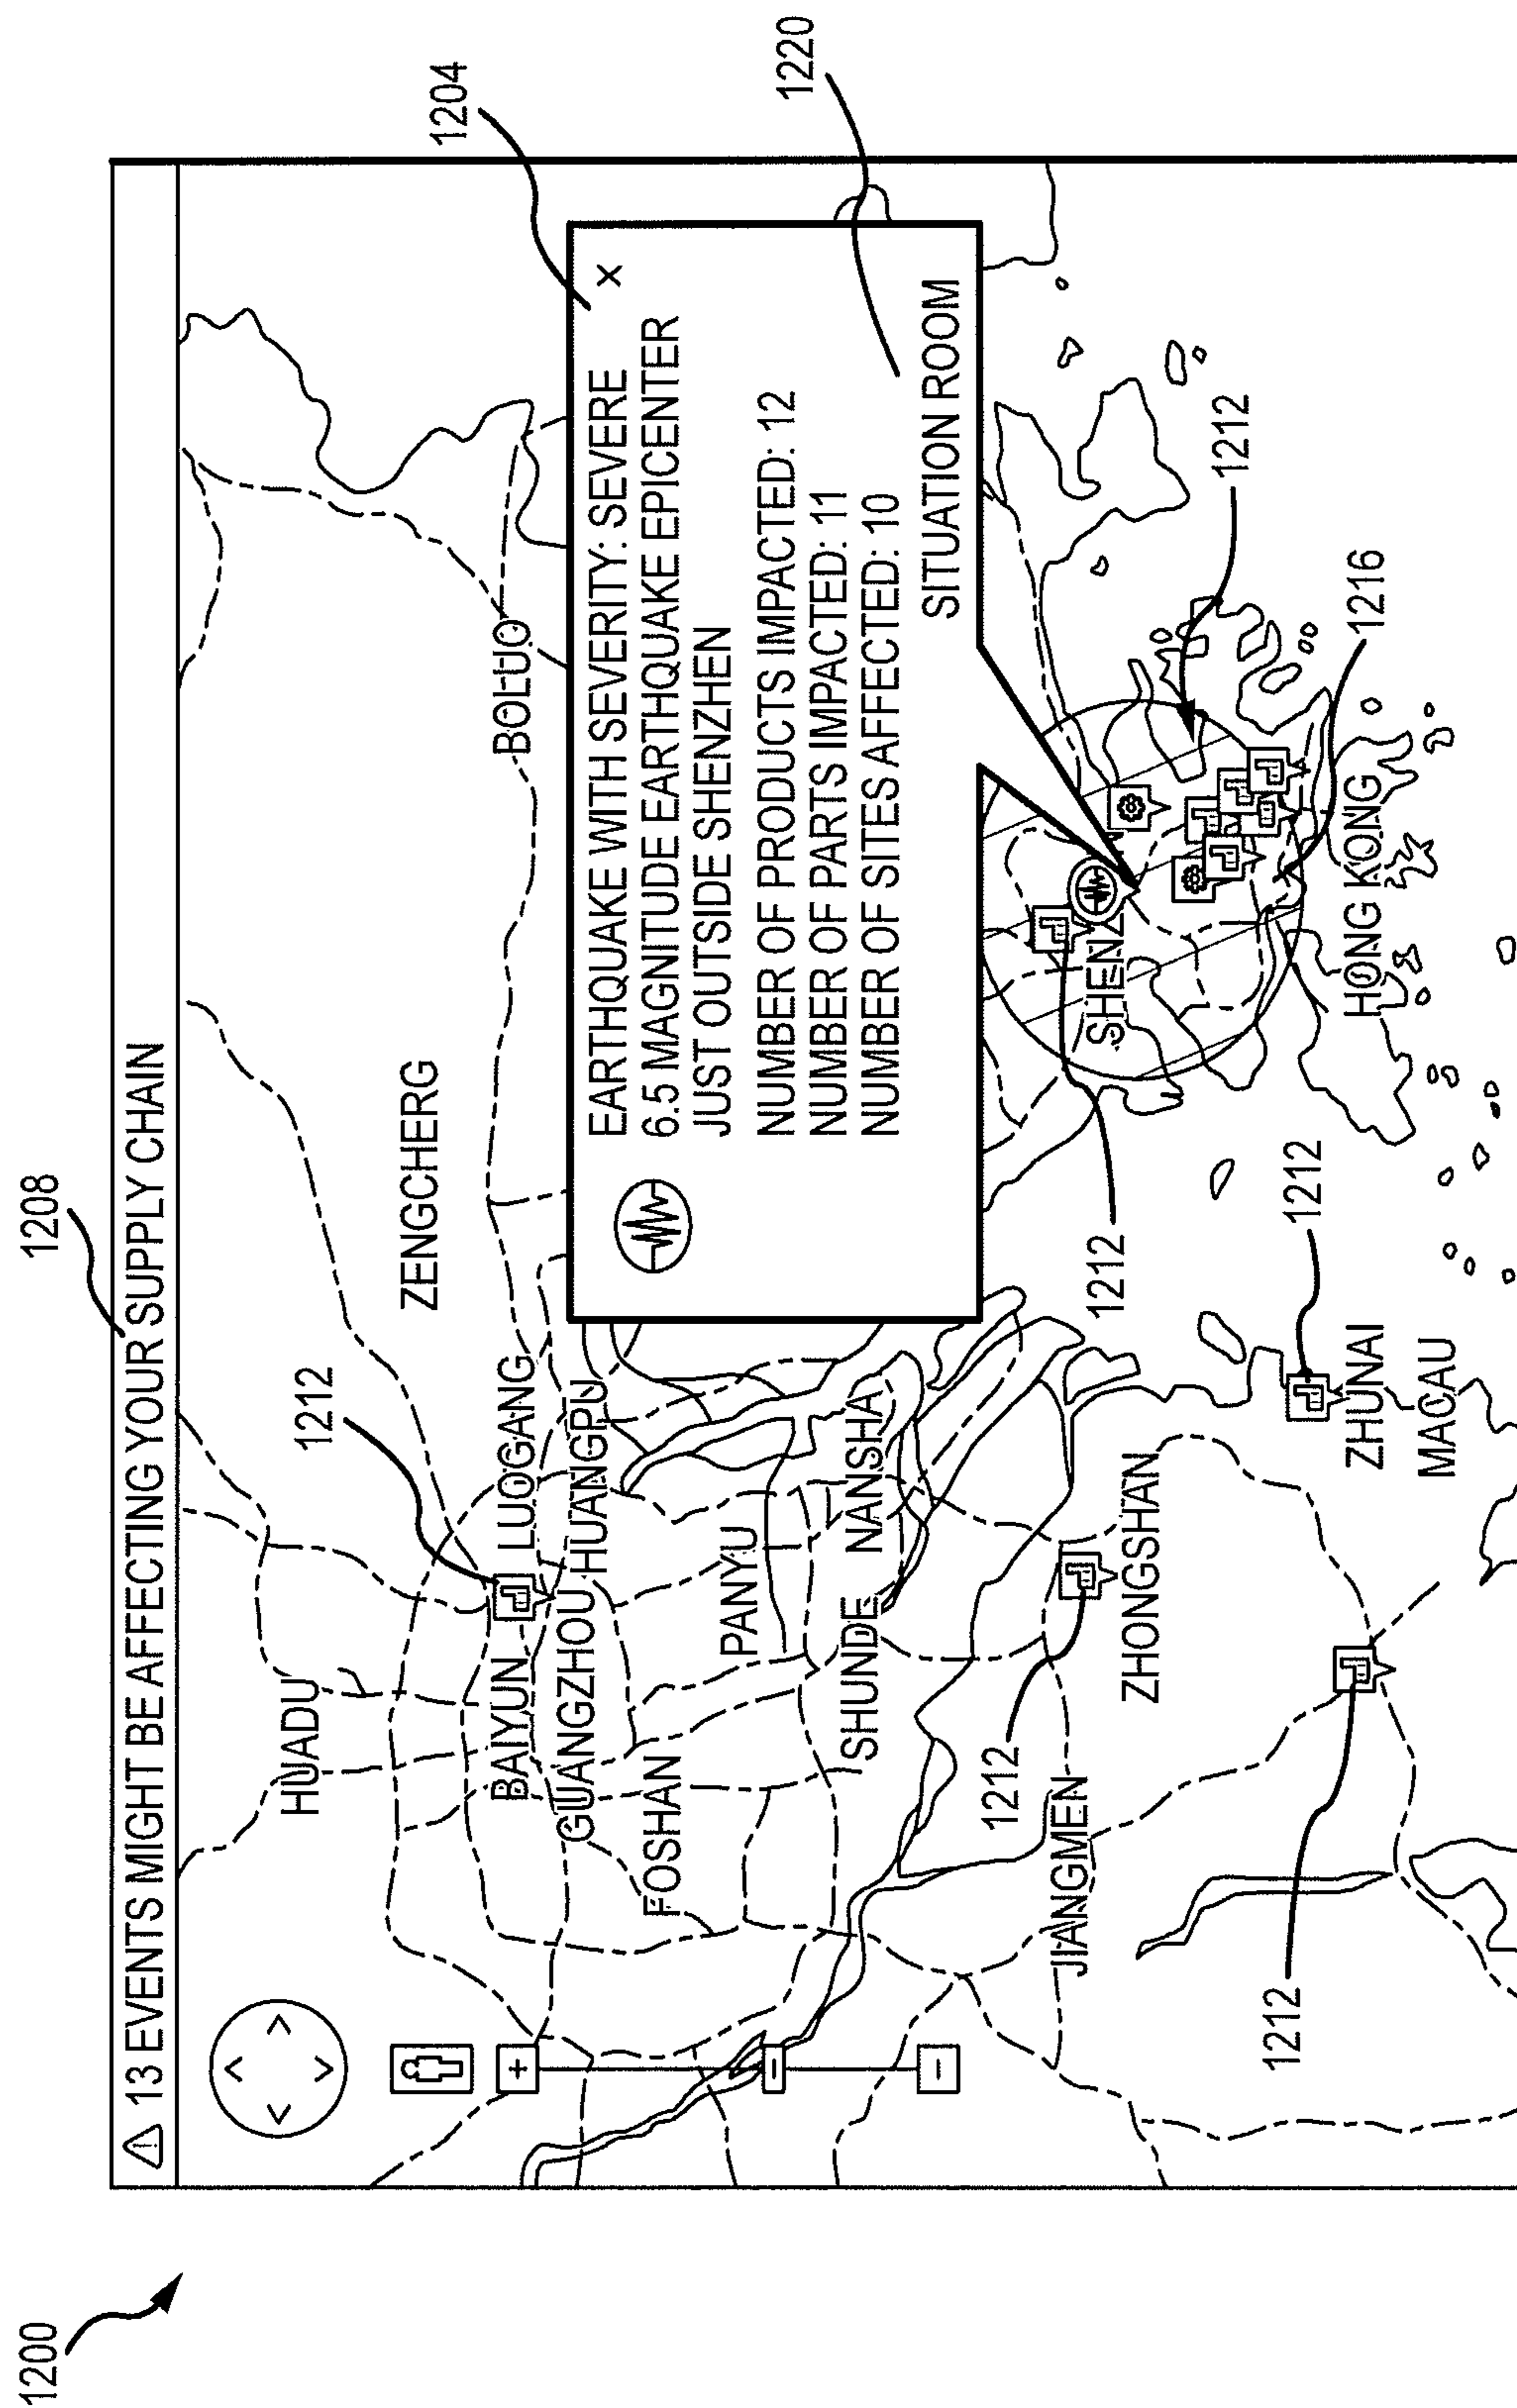 1200
1208
⚠ 13 EVENTS MIGHT BE AFFECTING YOUR SUPPLY CHAIN
1204
1220
HUADU
1212
ZENGCHERG
BAIYUN
LUOGANG
BOLUO
GUANGZHOU
HUANGPU
FOSHAN
PANYU
SHUNDE
NANSHA
+
-
-
EARTHQUAKE WITH SEVERITY: SEVERE
X
6.5 MAGNITUDE EARTHQUAKE EPICENTER
JUST OUTSIDE SHENZHEN
NUMBER OF PRODUCTS IMPACTED: 12
NUMBER OF PARTS IMPACTED: 11
NUMBER OF SITES AFFECTED: 10
SITUATION ROOM
1212
JIANGMEN
ZHONGSHAN
1212
SHENZ
1212
1212
1212
1216
ZHUNAI
MACAU
HONG KONG
1212